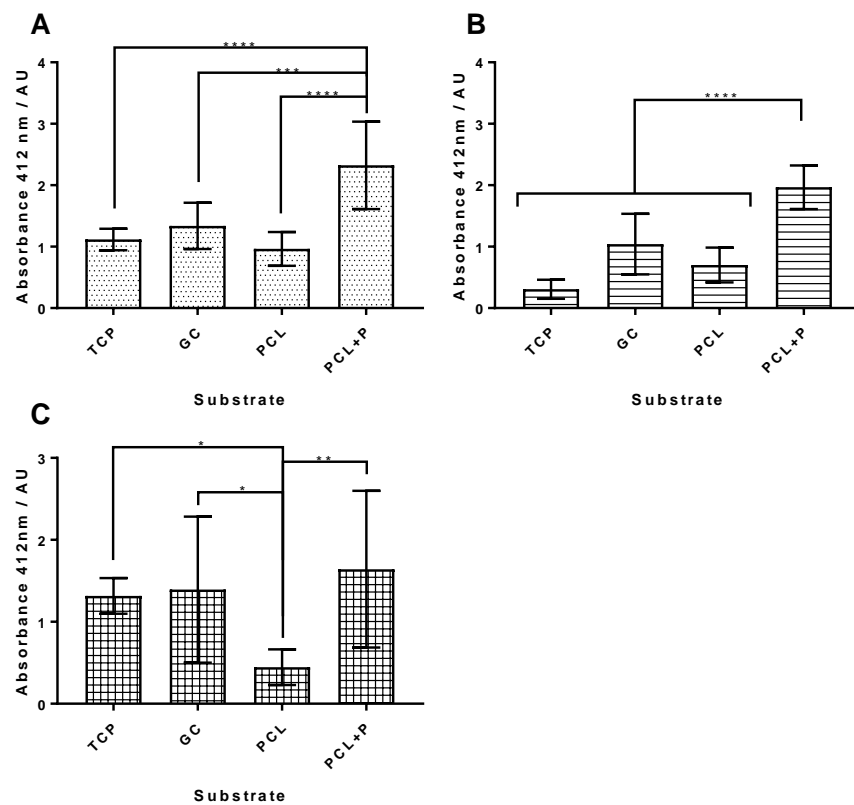 A
Absorbance 412 nm / AU
4
3
2
1
0
****
***
****
TCP
GC
PCL
PCL+P
Substrate
B
Absorbance 412nm / AU
4
3
2
1
0
****
TCP
GC
PCL
PCL+P
Substrate
C
Absorbance 412nm / AU
3
2
1
0
*
*
**
TCP
GC
PCL
PCL+P
Substrate